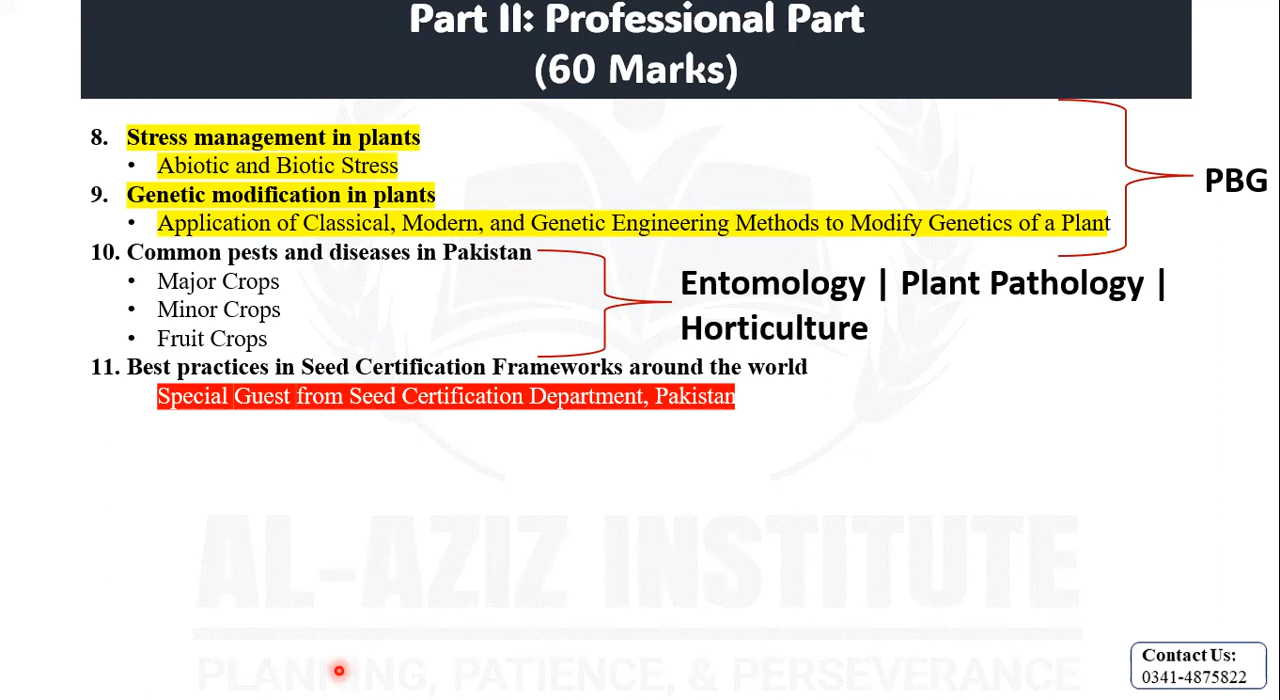 Part II: Professional Part
(60 Marks)
8. Stress management in plants
• Abiotic and Biotic Stress
9. Genetic modification in plants
• Application of Classical, Modern, and Genetic Engineering Methods to Modify Genetics of a Plant
PBG
10. Common pests and diseases in Pakistan
• Major Crops
• Minor Crops
• Fruit Crops
Entomology | Plant Pathology |
Horticulture
11. Best practices in Seed Certification Frameworks around the world
Special Guest from Seed Certification Department, Pakistan
AL-AZIZ INSTITUTE
PLANNING, PATIENCE, & PERSEVERANCE
Contact Us:
0341-4875822